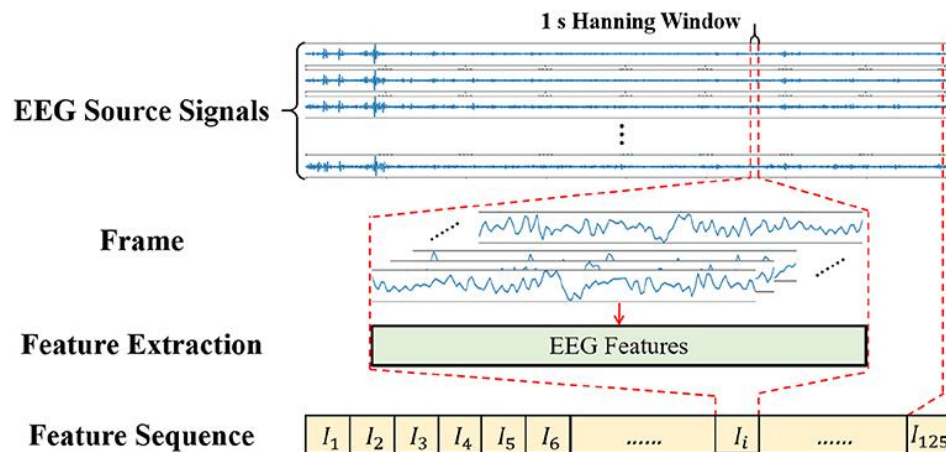 1 s Hanning Window
EEG Source Signals
Frame
Feature Extraction
EEG Features
Feature Sequence
I₁ I₂ I₃ I₄ I₅ I₆ ...... Iᵢ ...... I₁₂₅